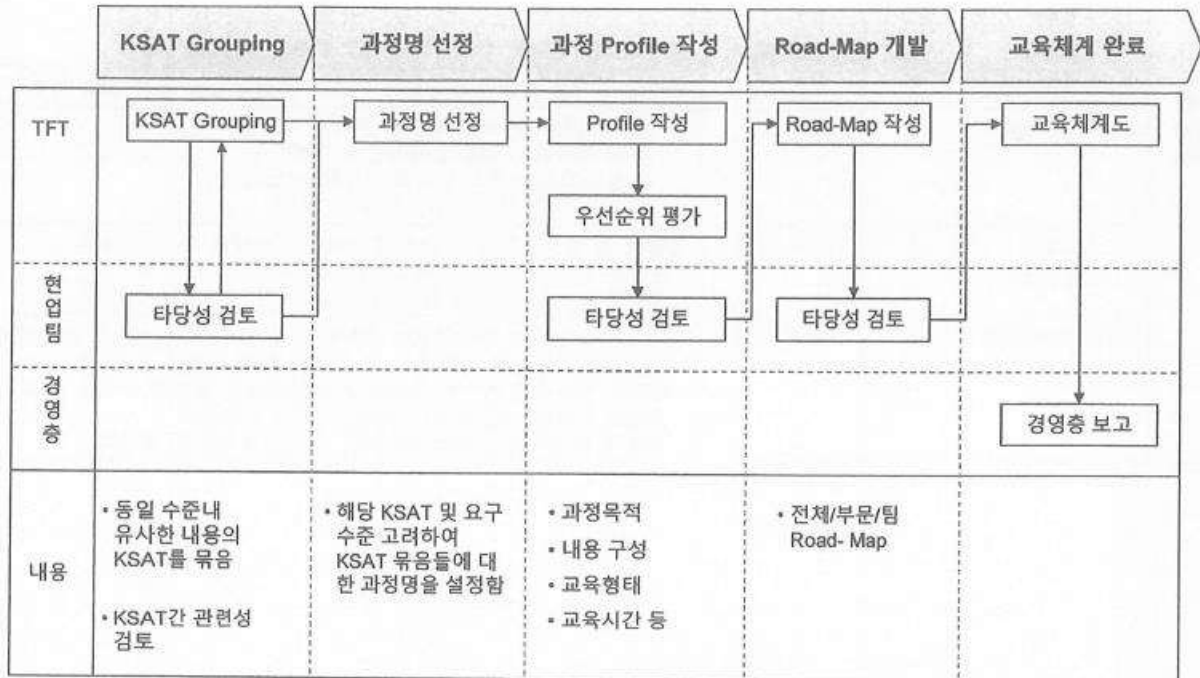 KSAT Grouping
과정명 선정
과정 Profile 작성
Road-Map 개발
교육체계 완료
TFT
KSAT Grouping
과정명 선정
Profile 작성
Road-Map 작성
교육체계도
우선순위 평가
현
업
팀
타당성 검토
타당성 검토
타당성 검토
경
영
층
경영층 보고
내용
• 동일 수준내
유사한 내용의
KSAT를 묶음
• KSAT간 관련성
검토
• 해당 KSAT 및 요구
수준 고려하여
KSAT 묶음들에 대
한 과정명을 설정함
• 과정목적
• 내용 구성
• 교육형태
• 교육시간 등
• 전체/부문/팀
Road- Map